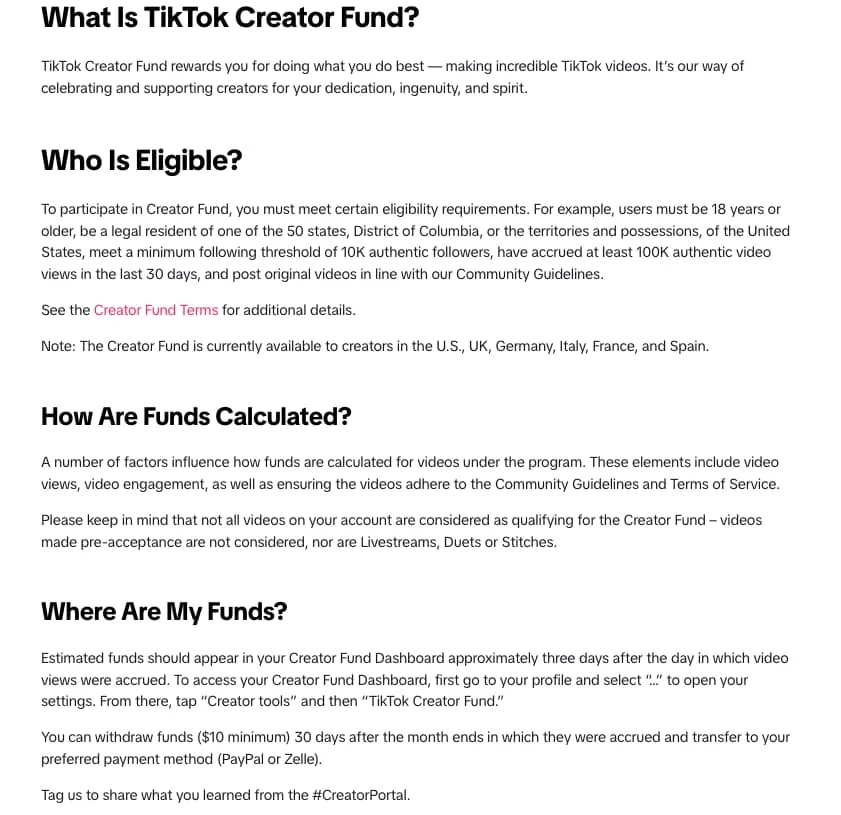 What Is TikTok Creator Fund?
TikTok Creator Fund rewards you for doing what you do best — making incredible TikTok videos. It's our way of
celebrating and supporting creators for your dedication, ingenuity, and spirit.
Who Is Eligible?
To participate in Creator Fund, you must meet certain eligibility requirements. For example, users must be 18 years or
older, be a legal resident of one of the 50 states, District of Columbia, or the territories and possessions, of the United
States, meet a minimum following threshold of 10K authentic followers, have accrued at least 100K authentic video
views in the last 30 days, and post original videos in line with our Community Guidelines.
See the Creator Fund Terms for additional details.
Note: The Creator Fund is currently available to creators in the U.S., UK, Germany, Italy, France, and Spain.
How Are Funds Calculated?
A number of factors influence how funds are calculated for videos under the program. These elements include video
views, video engagement, as well as ensuring the videos adhere to the Community Guidelines and Terms of Service.
Please keep in mind that not all videos on your account are considered as qualifying for the Creator Fund – videos
made pre-acceptance are not considered, nor are Livestreams, Duets or Stitches.
Where Are My Funds?
Estimated funds should appear in your Creator Fund Dashboard approximately three days after the day in which video
views were accrued. To access your Creator Fund Dashboard, first go to your profile and select "..." to open your
settings. From there, tap "Creator tools" and then "TikTok Creator Fund."
You can withdraw funds ($10 minimum) 30 days after the month ends in which they were accrued and transfer to your
preferred payment method (PayPal or Zelle).
Tag us to share what you learned from the #CreatorPortal.